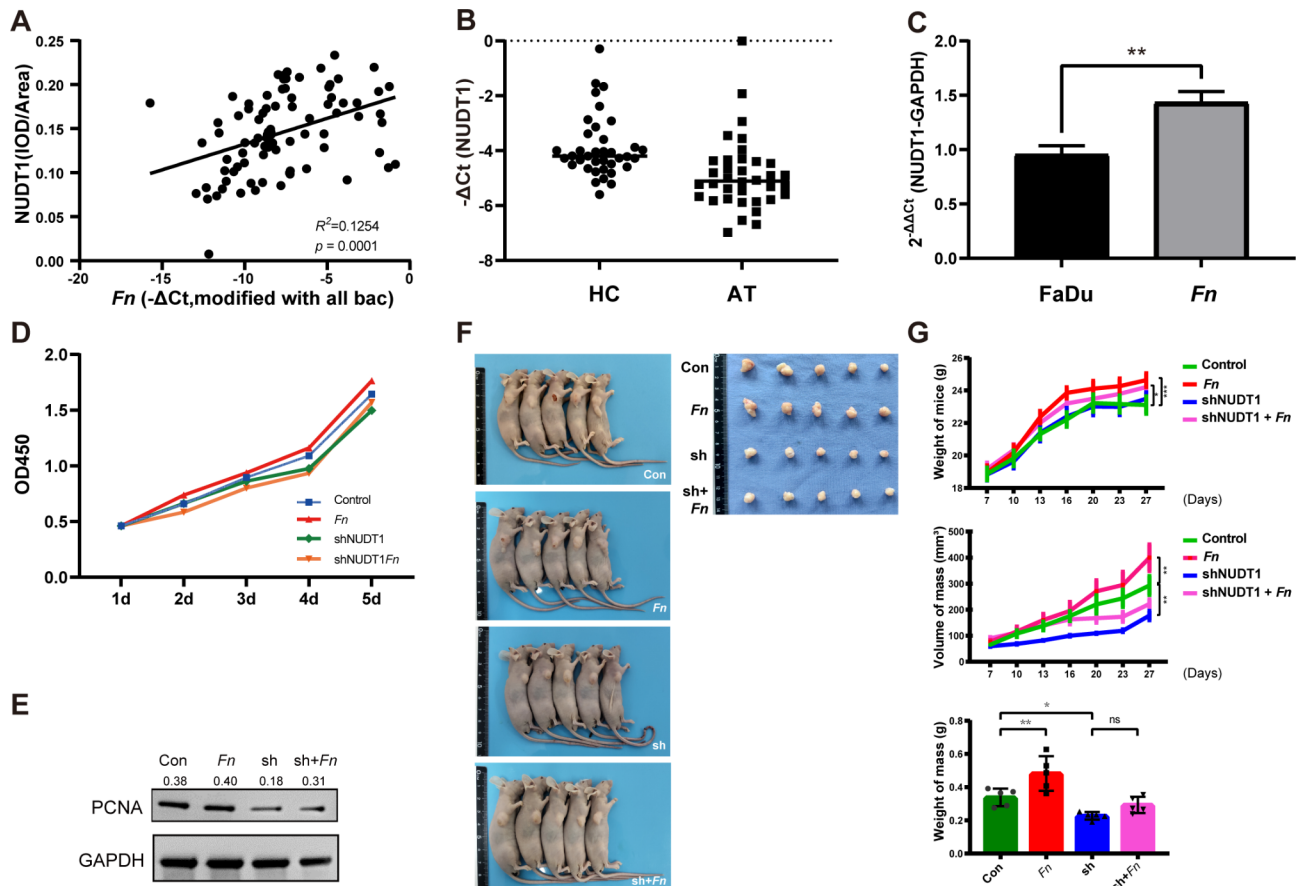 A
NUDT1(IOD/Area)
0.25
0.20
0.15
0.10
0.05
0.00
-20
-15
-10
-5
0
R²=0.1254
p = 0.0001
Fn (-ΔCt,modified with all bac)
B
-ΔCt (NUDT1)
0
-2
-4
-6
-8
HC
AT
C
2^-ΔΔCt (NUDT1-GAPDH)
2.0
1.5
1.0
0.5
0.0
**
FaDu
Fn
D
OD450
2.0
1.5
1.0
0.5
0.0
1d
2d
3d
4d
5d
Control
Fn
shNUDT1
shNUDT1Fn
E
Con
Fn
sh
sh+Fn
0.38
0.40
0.18
0.31
PCNA
GAPDH
F
Con
Fn
sh
sh+Fn
Con
Fn
sh
sh+
Fn
G
Weight of mice (g)
26
24
22
20
18
7
10
13
16
20
23
27
(Days)
Control
Fn
shNUDT1
shNUDT1 + Fn
*
***
Volume of mass (mm³)
500
400
300
200
100
0
7
10
13
16
20
23
27
(Days)
Control
Fn
shNUDT1
shNUDT1 + Fn
**
**
Weight of mass (g)
0.8
0.6
0.4
0.2
0.0
*
**
ns
Con
Fn
sh
sh+Fn